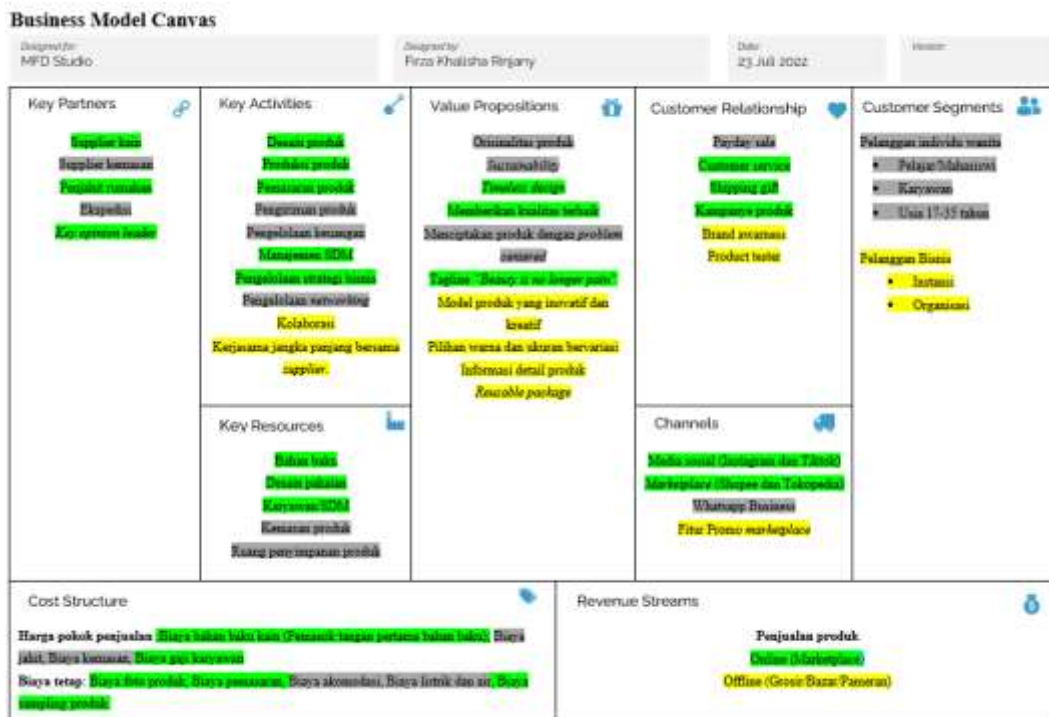 Business Model Canvas
Designed for:
MFD Studio
Designed by:
Firza Khalisha Rinjany
Date:
23 Juli 2022
Version:
Key Partners
Supplier kain
Supplier kemasan
Penjahit rumahan
Ekspedisi
Key opinion leader
Key Activities
Desain produk
Produksi produk
Pemasaran produk
Pengiriman produk
Pengelolaan keuangan
Manajemen SDM
Pengelolaan strategi bisnis
Pengelolaan networking
Kolaborasi
Kerjasama jangka panjang bersama
supplier.
Key Resources
Bahan baku
Desain pakaian
Karyawan/SDM
Kemasan produk
Ruang penyimpanan produk
Value Propositions
Orisinalitas produk
Sustainability
Timeless design
Memberikan kualitas terbaik
Menciptakan produk dengan problem
centered
Tagline "Beauty is no longer pain"
Model produk yang inovatif dan
kreatif
Pilihan warna dan ukuran bervariasi
Informasi detail produk
Reusable package
Customer Relationship
Payday sale
Customer service
Shipping gift
Kampanye produk
Brand awarness
Product tester
Channels
Media sosial (Instagram dan Tiktok)
Marketplace (Shopee dan Tokopedia)
Whatsapp Business
Fitur Promo marketplace
Customer Segments
Pelanggan individu wanita
• Pelajar/Mahasiswi
• Karyawan
• Usia 17-35 tahun
Pelanggan Bisnis
• Instansi
• Organisasi
Cost Structure
Harga pokok penjualan: Biaya bahan baku kain (Pemasok tangan pertama bahan baku), Biaya
jahit, Biaya kemasan, Biaya gaji karyawan
Biaya tetap: Biaya foto produk, Biaya pemasaran, Biaya akomodasi, Biaya listrik dan air, Biaya
sampling produk
Revenue Streams
Penjualan produk
Online (Marketplace)
Offline (Grosir/Bazar/Pameran)